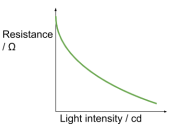 Resistance
/ Ω
Light intensity / cd